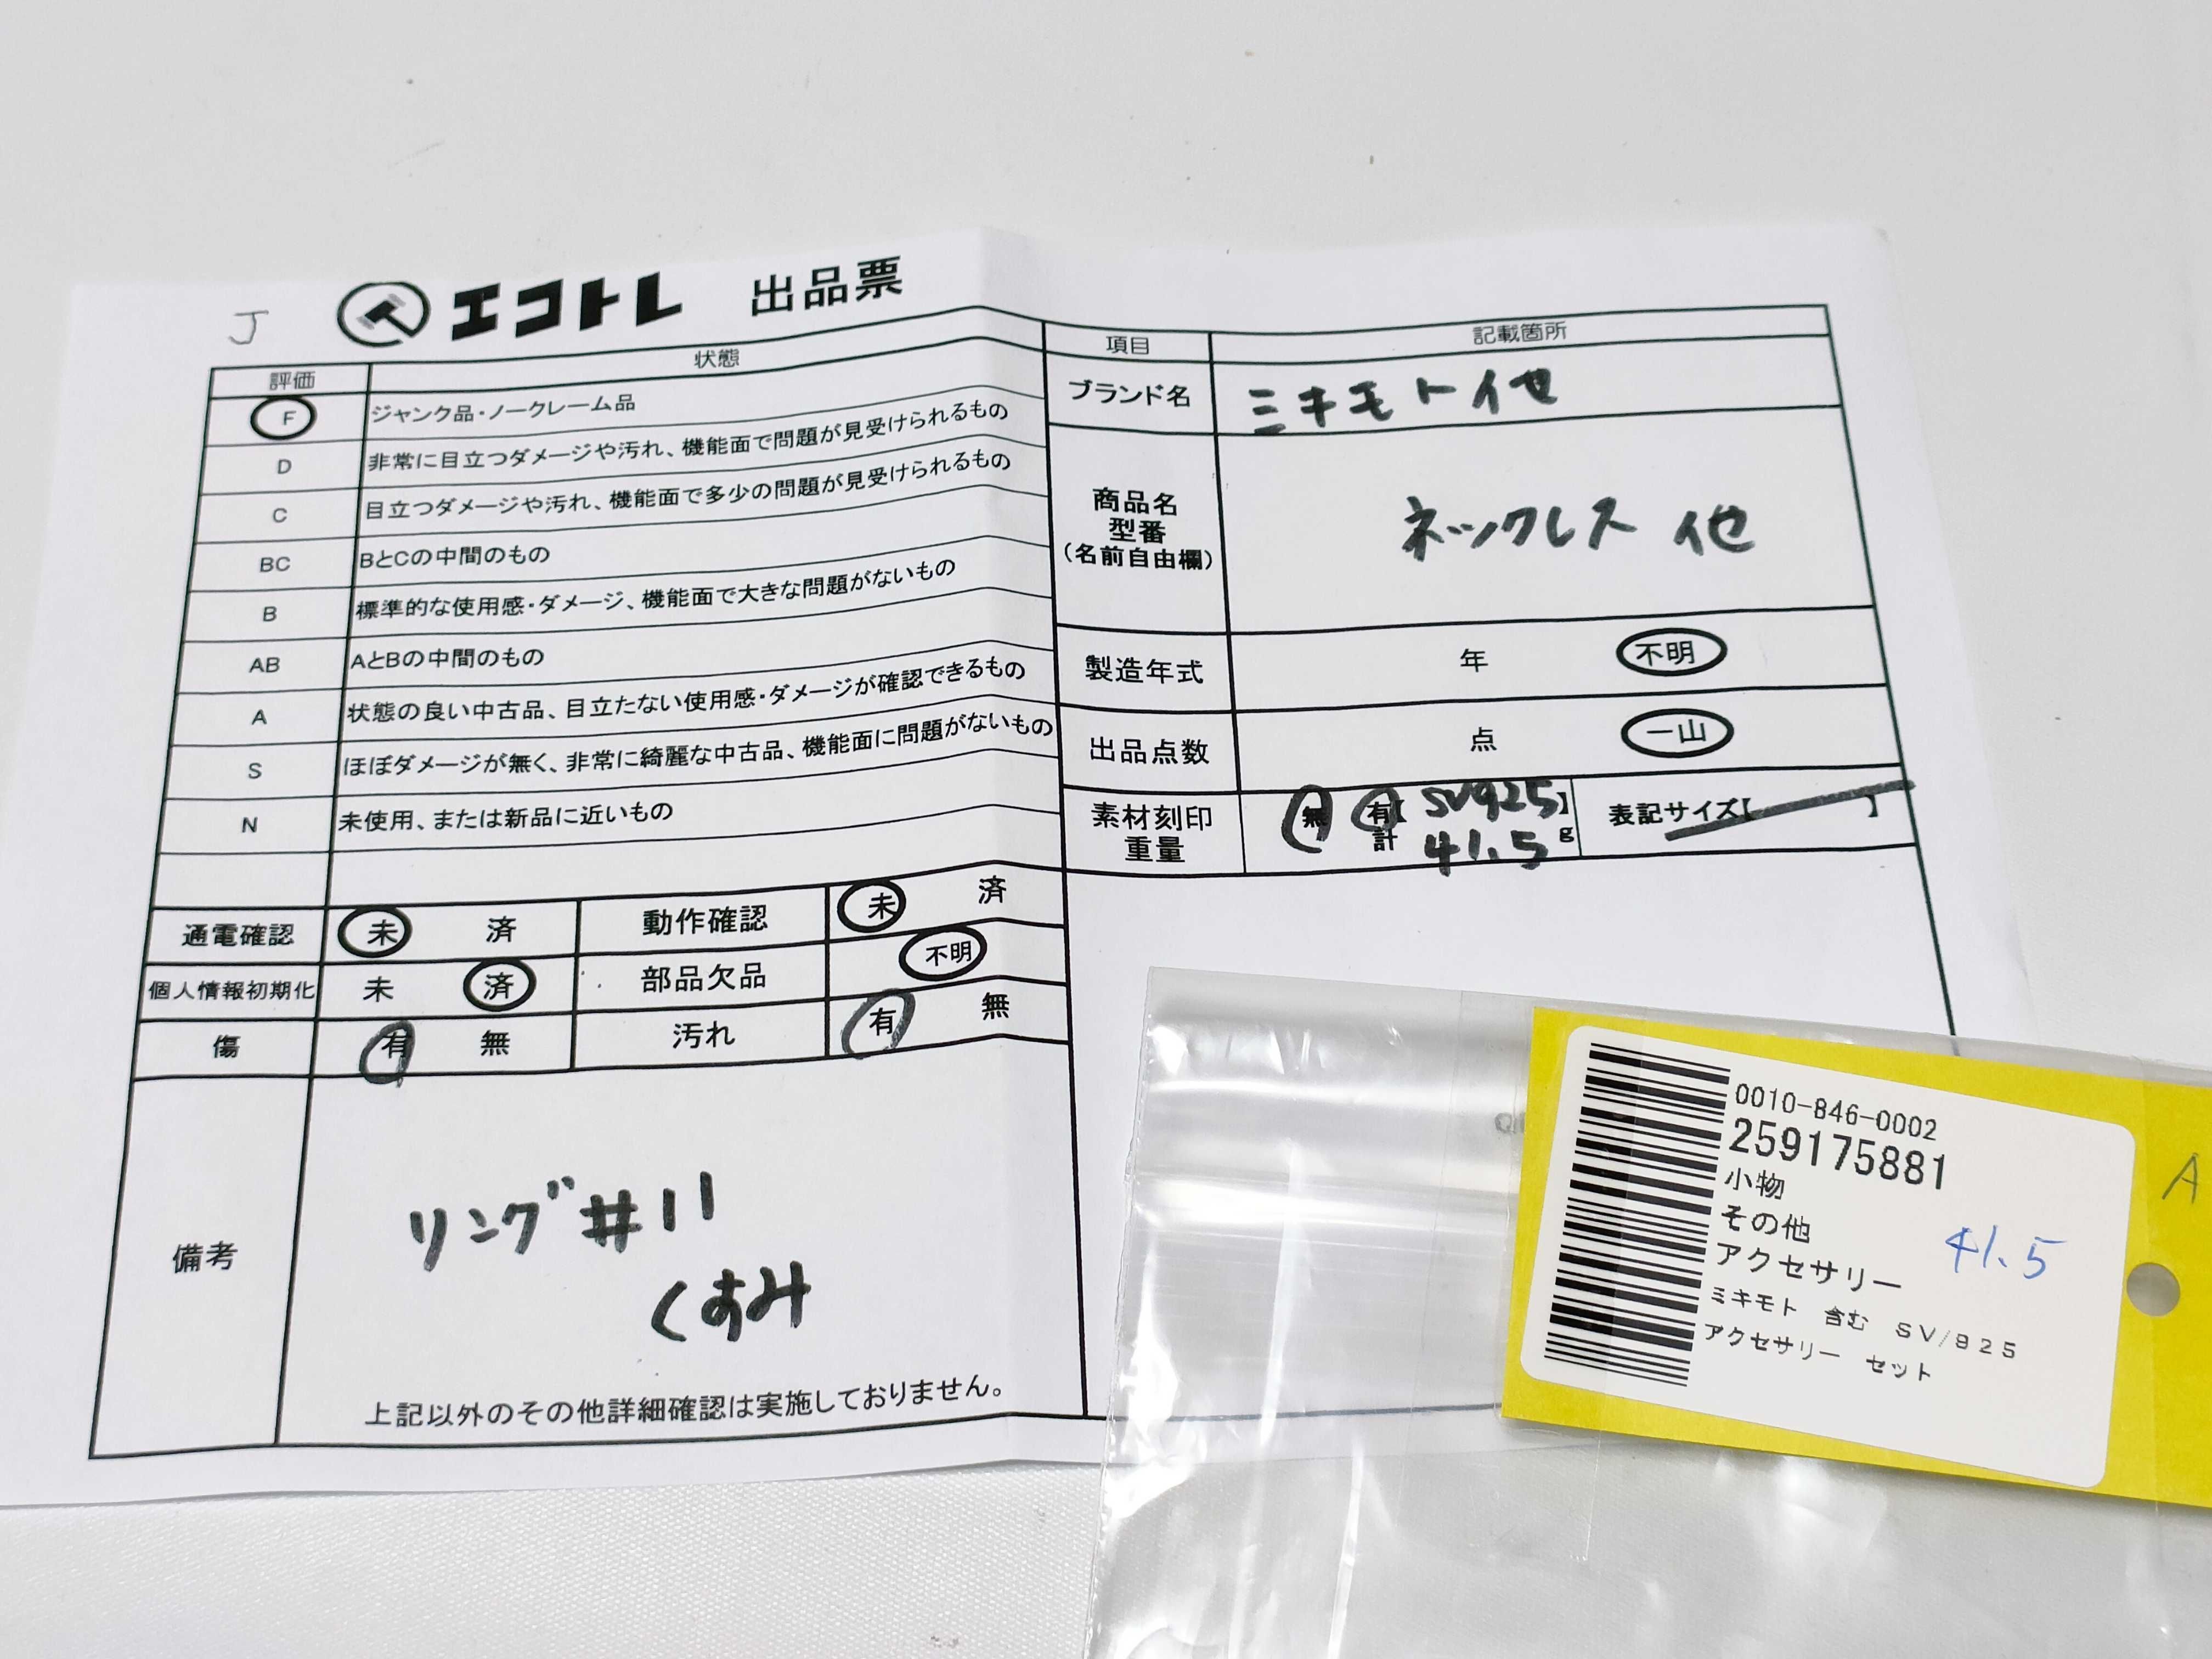 J
エコトレ 出品票
評価 状態
F ジャンク品・ノークレーム品
D 非常に目立つダメージや汚れ、機能面で問題が見受けられるもの
C 目立つダメージや汚れ、機能面で多少の問題が見受けられるもの
BC BとCの中間のもの
B 標準的な使用感・ダメージ、機能面で大きな問題がないもの
AB AとBの中間のもの
A 状態の良い中古品、目立たない使用感・ダメージが確認できるもの
S ほぼダメージが無く、非常に綺麗な中古品、機能面に問題がないもの
N 未使用、または新品に近いもの
通電確認 未 済 動作確認 未 済
個人情報初期化 未 済 部品欠品 不明
傷 有 無 汚れ 有 無
備考
リング#11
くすみ
上記以外のその他詳細確認は実施しておりません。
項目 記載箇所
ブランド名 ミキモト他
商品名
型番
(名前自由欄)
ネックレス 他
製造年式 年 不明
出品点数 点 一山
素材刻印 無 有【SV925】 表記サイズ【 】
重量 計 41.5g
0010-846-0002
259175881
小物
その他
アクセサリー
41.5
ミキモト 含む SV/925
アクセサリー セット
A